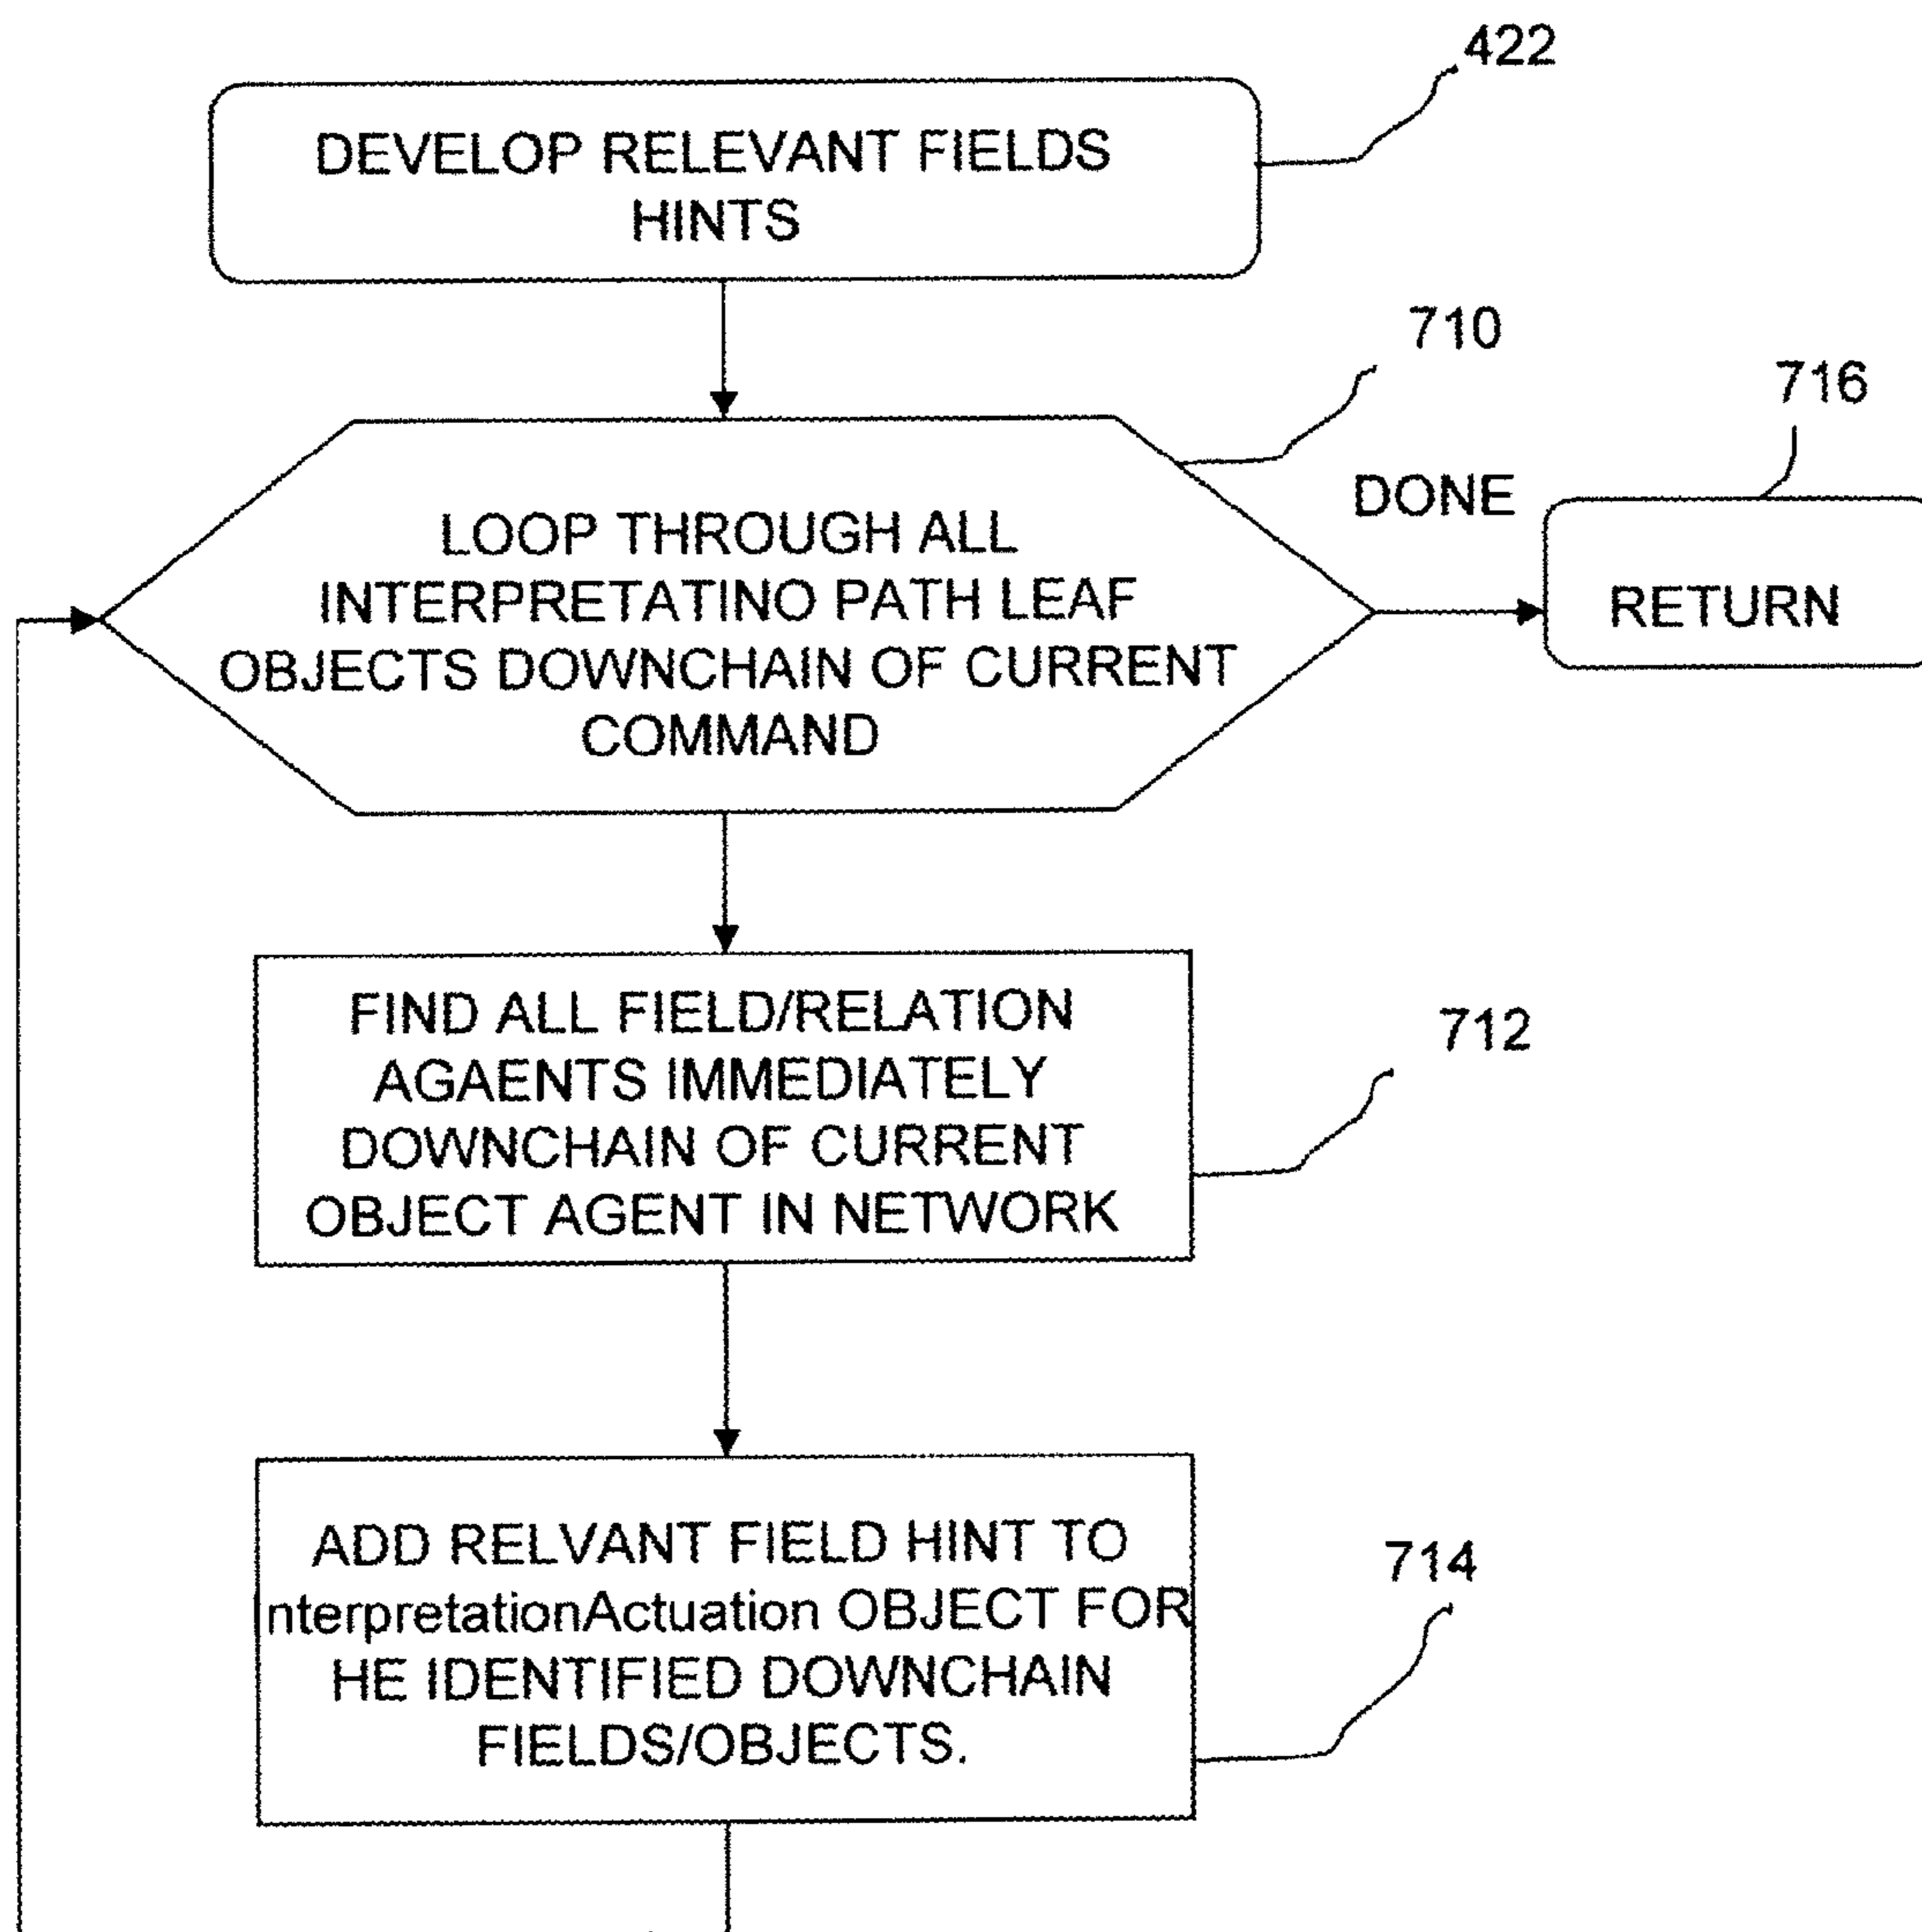 422
DEVELOP RELEVANT FIELDS
HINTS
710
716
DONE
LOOP THROUGH ALL
INTERPRETATINO PATH LEAF
OBJECTS DOWNCHAIN OF CURRENT
COMMAND
RETURN
FIND ALL FIELD/RELATION
AGAENTS IMMEDIATELY
DOWNCHAIN OF CURRENT
OBJECT AGENT IN NETWORK
712
ADD RELVANT FIELD HINT TO
InterpretationActuation OBJECT FOR
HE IDENTIFIED DOWNCHAIN
FIELDS/OBJECTS.
714